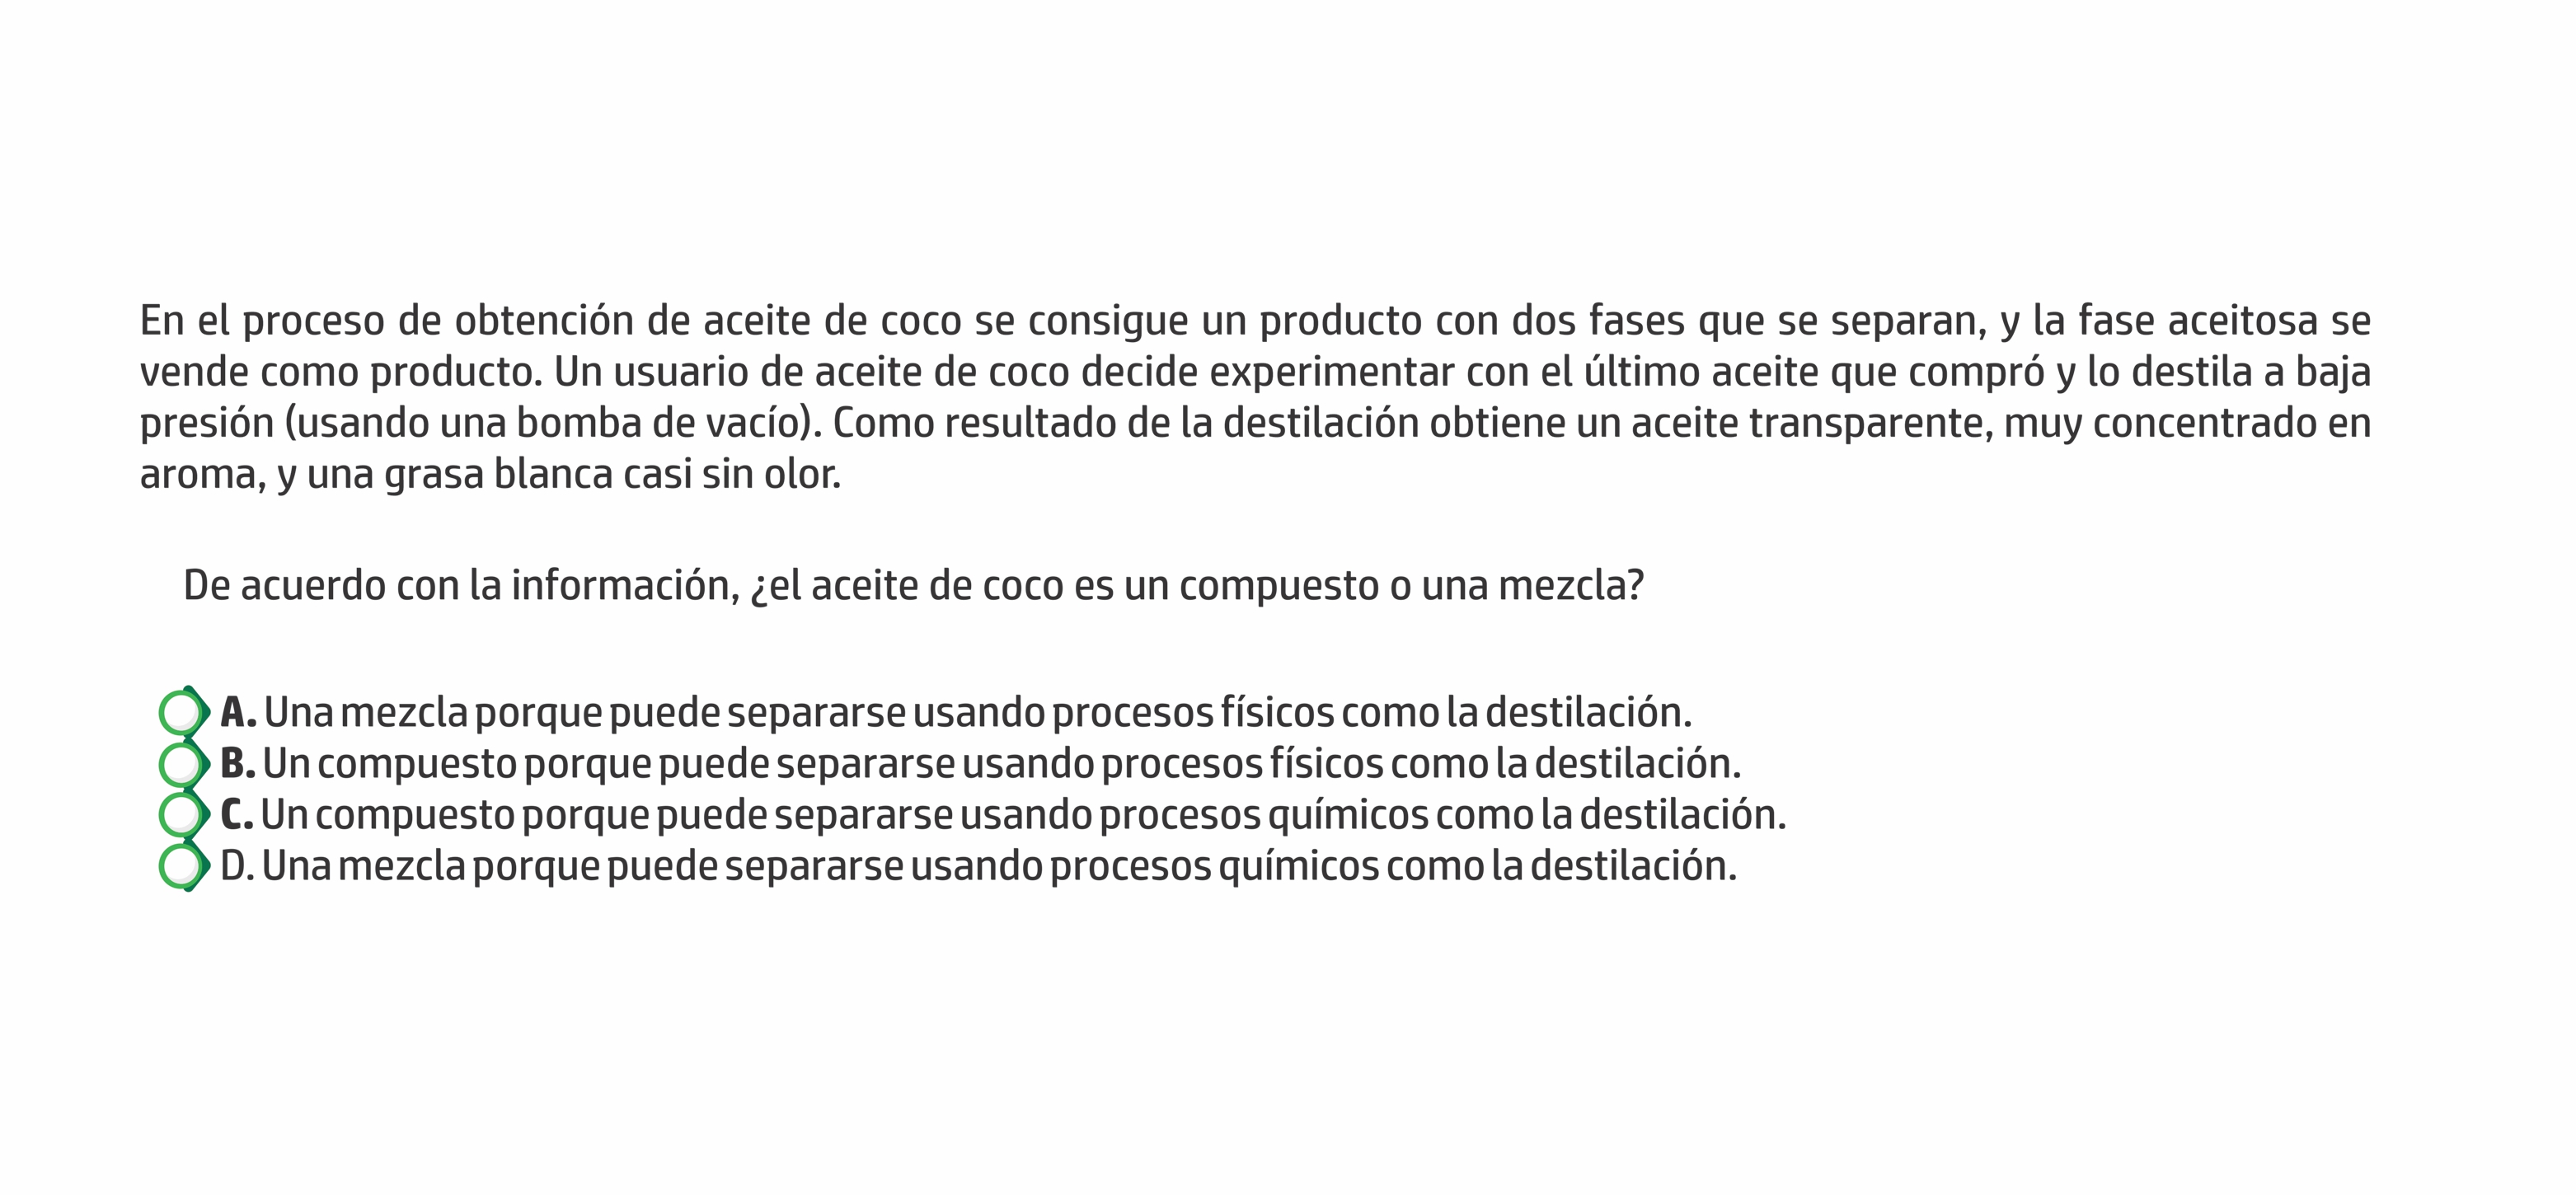 En el proceso de obtención de aceite de coco se consigue un producto con dos fases que se separan, y la fase aceitosa se
vende como producto. Un usuario de aceite de coco decide experimentar con el último aceite que compró y lo destila a baja
presión (usando una bomba de vacío). Como resultado de la destilación obtiene un aceite transparente, muy concentrado en
aroma, y una grasa blanca casi sin olor.
De acuerdo con la información, ¿el aceite de coco es un compuesto o una mezcla?
A. Una mezcla porque puede separarse usando procesos físicos como la destilación.
B. Un compuesto porque puede separarse usando procesos físicos como la destilación.
C. Un compuesto porque puede separarse usando procesos químicos como la destilación.
D. Una mezcla porque puede separarse usando procesos químicos como la destilación.